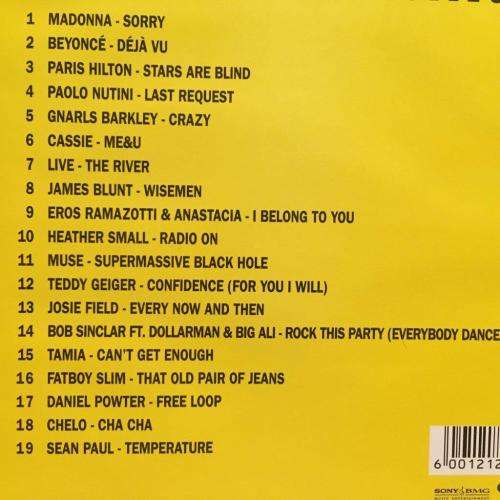 1 MADONNA - SORRY
2 BEYONCÉ - DÉJÀ VU
3 PARIS HILTON - STARS ARE BLIND
4 PAOLO NUTINI - LAST REQUEST
5 GNARLS BARKLEY - CRAZY
6 CASSIE - ME&U
7 LIVE - THE RIVER
8 JAMES BLUNT - WISEMEN
9 EROS RAMAZOTTI & ANASTACIA - I BELONG TO YOU
10 HEATHER SMALL - RADIO ON
11 MUSE - SUPERMASSIVE BLACK HOLE
12 TEDDY GEIGER - CONFIDENCE (FOR YOU I WILL)
13 JOSIE FIELD - EVERY NOW AND THEN
14 BOB SINCLAR FT. DOLLARMAN & BIG ALI - ROCK THIS PARTY (EVERYBODY DANCE
15 TAMIA - CAN'T GET ENOUGH
16 FATBOY SLIM - THAT OLD PAIR OF JEANS
17 DANIEL POWTER - FREE LOOP
18 CHELO - CHA CHA
19 SEAN PAUL - TEMPERATURE
6 001212
SONY BMG